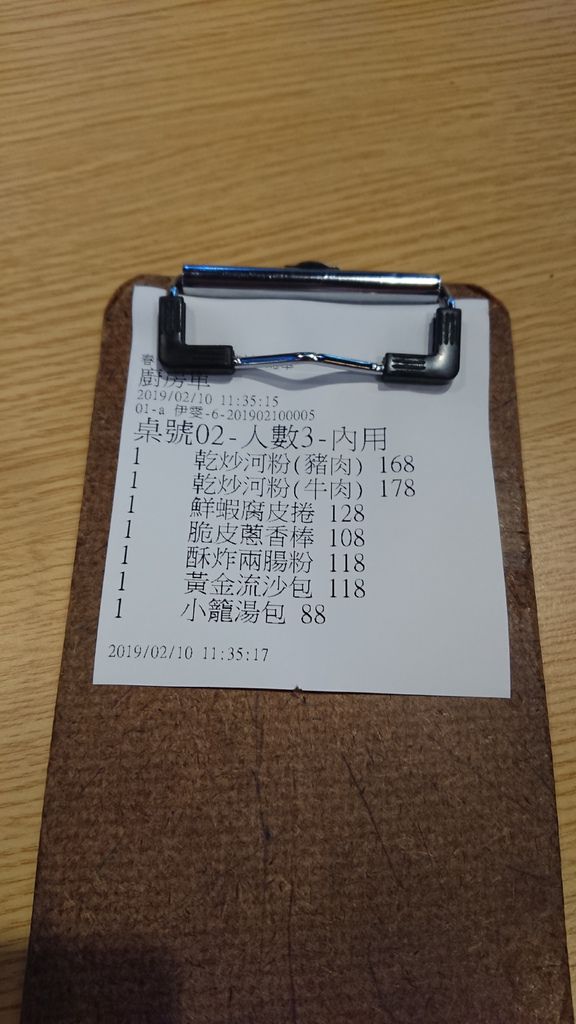 春
廚房單
2019/02/10 11:35:15
01-a 伊雯-6-201902100005
桌號02-人數3-內用
1 乾炒河粉(豬肉) 168
1 乾炒河粉(牛肉) 178
1 鮮蝦腐皮捲 128
1 脆皮蔥香棒 108
1 酥炸兩腸粉 118
1 黃金流沙包 118
1 小籠湯包 88
2019/02/10 11:35:17